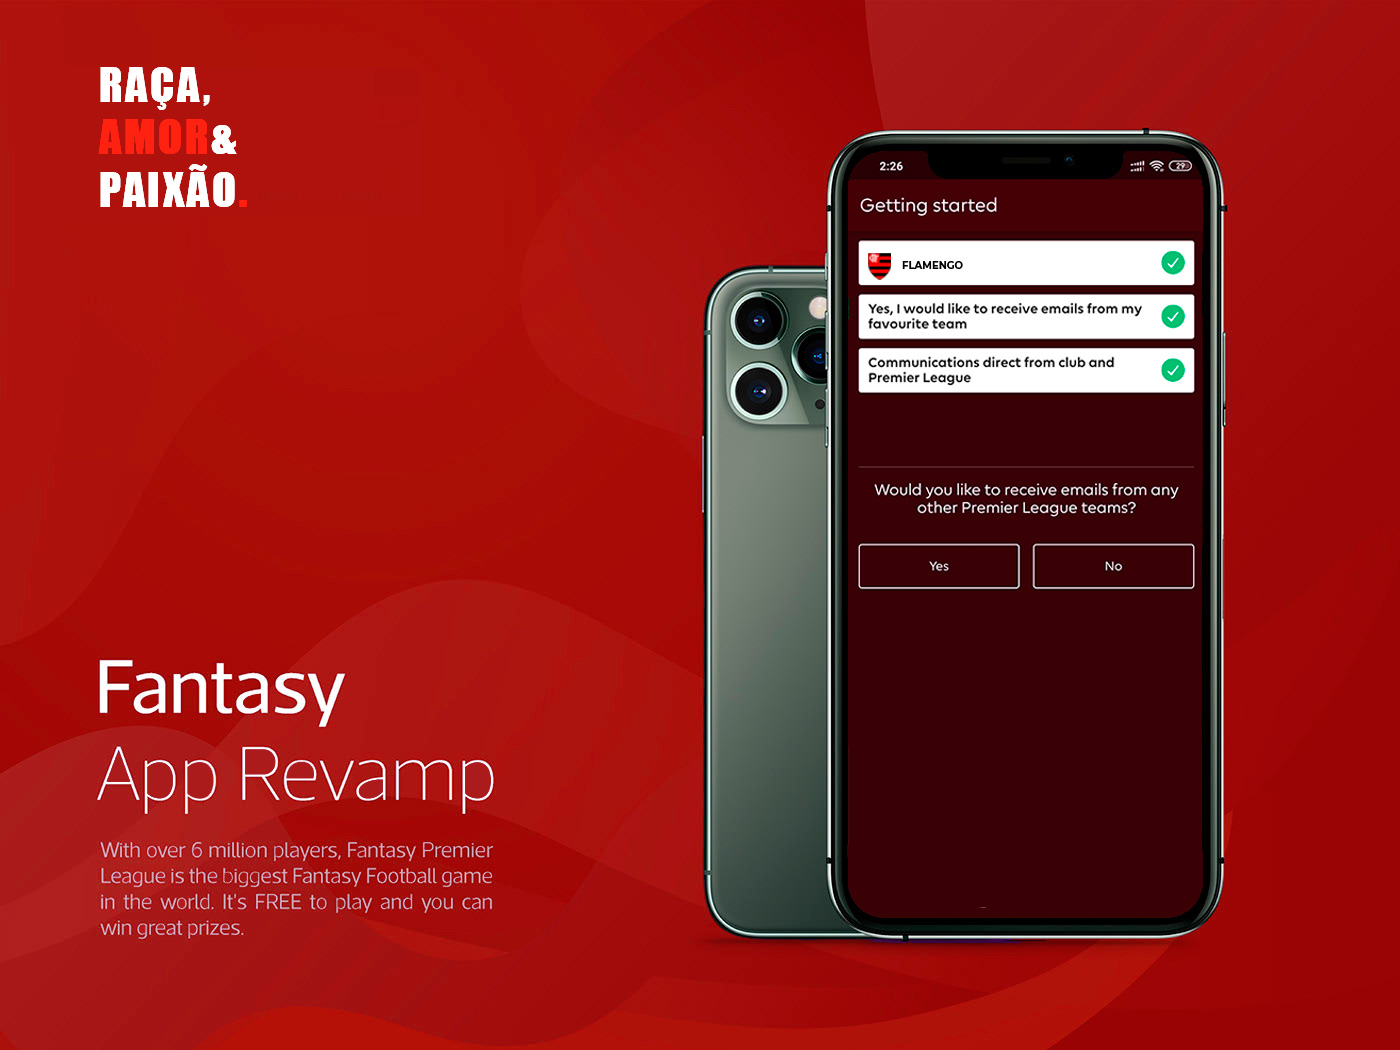 RAÇA,
AMOR&
PAIXÃO.
Fantasy
App Revamp
With over 6 million players, Fantasy Premier
League is the biggest Fantasy Football game
in the world. It's FREE to play and you can
win great prizes.
2:26
29
Getting started
FLAMENGO
Yes, I would like to receive emails from my
favourite team
Communications direct from club and
Premier League
Would you like to receive emails from any
other Premier League teams?
Yes
No